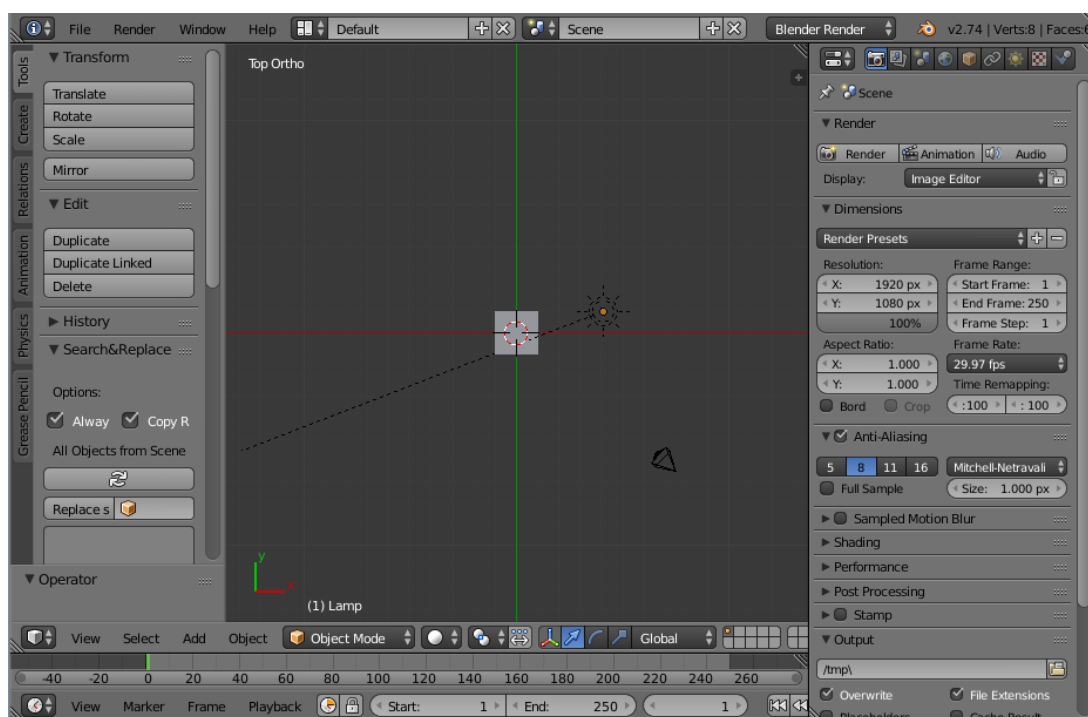 File Render Window Help Default Scene Blender Render v2.74 | Verts:8 | Faces:6
Tools
Create
Relations
Animation
Physics
Grease Pencil
Transform
Translate
Rotate
Scale
Mirror
Edit
Duplicate
Duplicate Linked
Delete
History
Search&Replace
Options:
Alway Copy R
All Objects from Scene
Replace s
Operator
Top Ortho
y
x
(1) Lamp
View Select Add Object Object Mode Global
-40 -20 0 20 40 60 80 100 120 140 160 180 200 220 240 260
View Marker Frame Playback Start: 1 End: 250 1
Scene
Render
Render Animation Audio
Display: Image Editor
Dimensions
Render Presets
Resolution: Frame Range:
X: 1920 px Start Frame: 1
Y: 1080 px End Frame: 250
100% Frame Step: 1
Aspect Ratio: Frame Rate:
X: 1.000 29.97 fps
Y: 1.000 Time Remapping:
Bord Crop :100 : 100
Anti-Aliasing
5 8 11 16 Mitchell-Netravali
Full Sample Size: 1.000 px
Sampled Motion Blur
Shading
Performance
Post Processing
Stamp
Output
/tmp\
Overwrite File Extensions
Placeholders Cache Result